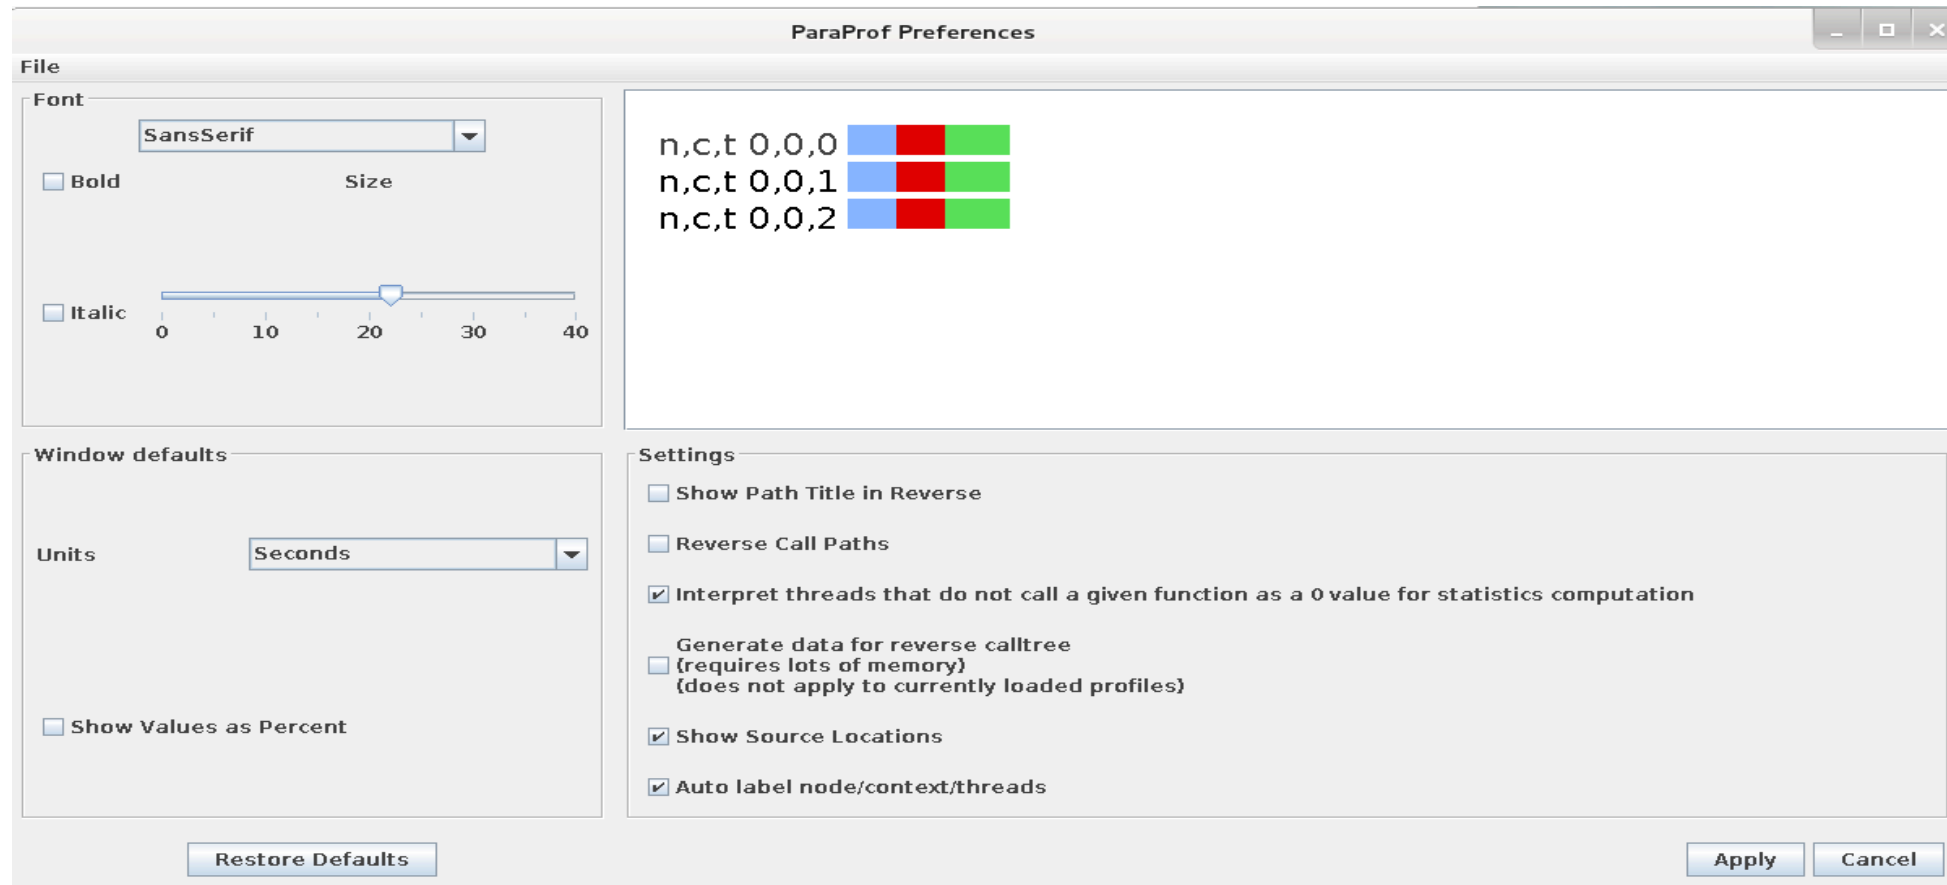 ParaProf Preferences
File
Font
SansSerif
Bold
Size
Italic
0 10 20 30 40
n,c,t 0,0,0
n,c,t 0,0,1
n,c,t 0,0,2
Window defaults
Units
Seconds
Show Values as Percent
Settings
Show Path Title in Reverse
Reverse Call Paths
Interpret threads that do not call a given function as a 0 value for statistics computation
Generate data for reverse calltree
(requires lots of memory)
(does not apply to currently loaded profiles)
Show Source Locations
Auto label node/context/threads
Restore Defaults
Apply
Cancel